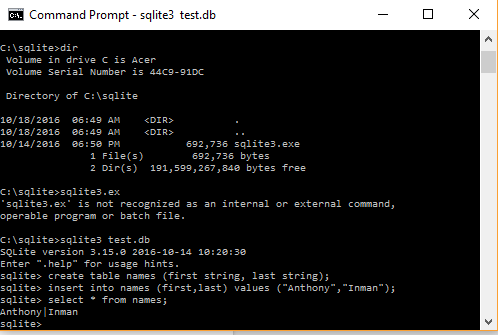 Command Prompt - sqlite3 test.db
C:\sqlite>dir
Volume in drive C is Acer
Volume Serial Number is 44C9-91DC
Directory of C:\sqlite
10/18/2016  06:49 AM    <DIR>          .
10/18/2016  06:49 AM    <DIR>          ..
10/14/2016  06:50 PM           692,736 sqlite3.exe
1 File(s)        692,736 bytes
2 Dir(s)  191,599,267,840 bytes free
C:\sqlite>sqlite3.ex
'sqlite3.ex' is not recognized as an internal or external command,
operable program or batch file.
C:\sqlite>sqlite3 test.db
SQLite version 3.15.0 2016-10-14 10:20:30
Enter ".help" for usage hints.
sqlite> create table names (first string, last string);
sqlite> insert into names (first,last) values ("Anthony","Inman");
sqlite> select * from names;
Anthony|Inman
sqlite>